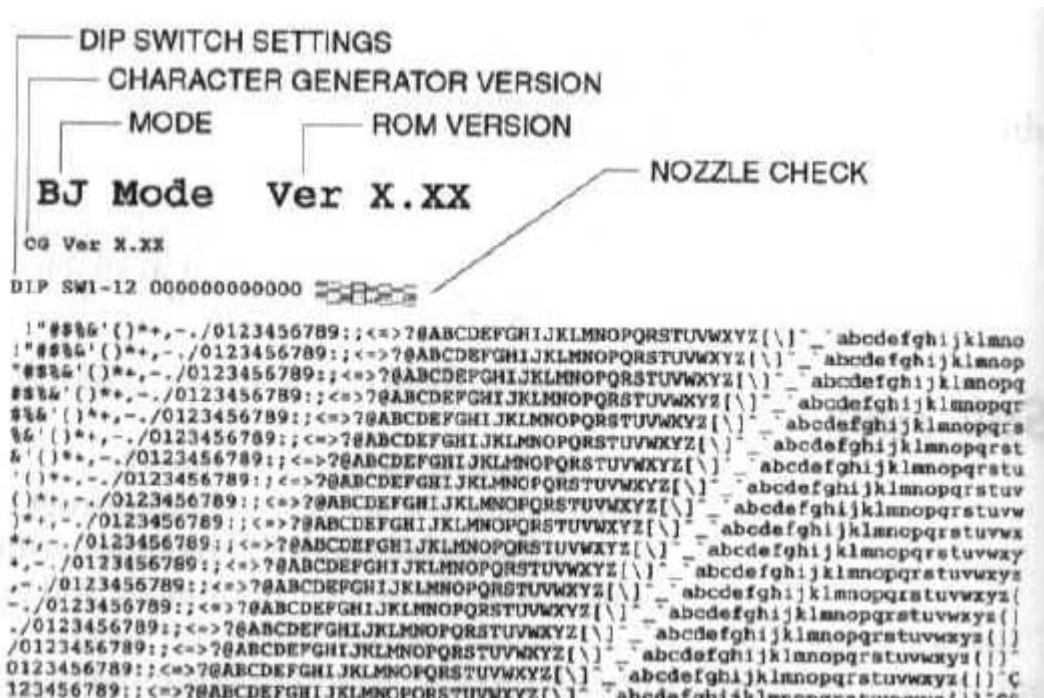 DIP SWITCH SETTINGS
CHARACTER GENERATOR VERSION
MODE ROM VERSION
NOZZLE CHECK
BJ Mode Ver X.XX
CG Ver X.XX
DIP SW1-12 000000000000
!"#$%&'()*+,-./0123456789:;<=>?@ABCDEFGHIJKLMNOPQRSTUVWXYZ[\]^_`abcdefghijklmno
!"#$%&'()*+,-./0123456789:;<=>?@ABCDEFGHIJKLMNOPQRSTUVWXYZ[\]^_`abcdefghijklmnop
"#$%&'()*+,-./0123456789:;<=>?@ABCDEFGHIJKLMNOPQRSTUVWXYZ[\]^_`abcdefghijklmnopq
#$%&'()*+,-./0123456789:;<=>?@ABCDEFGHIJKLMNOPQRSTUVWXYZ[\]^_`abcdefghijklmnopqr
$%&'()*+,-./0123456789:;<=>?@ABCDEFGHIJKLMNOPQRSTUVWXYZ[\]^_`abcdefghijklmnopqrs
%&'()*+,-./0123456789:;<=>?@ABCDEFGHIJKLMNOPQRSTUVWXYZ[\]^_`abcdefghijklmnopqrst
&'()*+,-./0123456789:;<=>?@ABCDEFGHIJKLMNOPQRSTUVWXYZ[\]^_`abcdefghijklmnopqrstu
'()*+,-./0123456789:;<=>?@ABCDEFGHIJKLMNOPQRSTUVWXYZ[\]^_`abcdefghijklmnopqrstuv
()*+,-./0123456789:;<=>?@ABCDEFGHIJKLMNOPQRSTUVWXYZ[\]^_`abcdefghijklmnopqrstuvw
)*+,-./0123456789:;<=>?@ABCDEFGHIJKLMNOPQRSTUVWXYZ[\]^_`abcdefghijklmnopqrstuvwx
*+,-./0123456789:;<=>?@ABCDEFGHIJKLMNOPQRSTUVWXYZ[\]^_`abcdefghijklmnopqrstuvwxy
+,-./0123456789:;<=>?@ABCDEFGHIJKLMNOPQRSTUVWXYZ[\]^_`abcdefghijklmnopqrstuvwxyz
,-./0123456789:;<=>?@ABCDEFGHIJKLMNOPQRSTUVWXYZ[\]^_`abcdefghijklmnopqrstuvwxyz{
-./0123456789:;<=>?@ABCDEFGHIJKLMNOPQRSTUVWXYZ[\]^_`abcdefghijklmnopqrstuvwxyz{|
./0123456789:;<=>?@ABCDEFGHIJKLMNOPQRSTUVWXYZ[\]^_`abcdefghijklmnopqrstuvwxyz{|}
/0123456789:;<=>?@ABCDEFGHIJKLMNOPQRSTUVWXYZ[\]^_`abcdefghijklmnopqrstuvwxyz{|}~
0123456789:;<=>?@ABCDEFGHIJKLMNOPQRSTUVWXYZ[\]^_`abcdefghijklmnopqrstuvwxyz{|}~Ç
123456789:;<=>?@ABCDEFGHIJKLMNOPQRSTUVWXYZ[\]^_`abcdefghijklmnopqrstuvwxyz